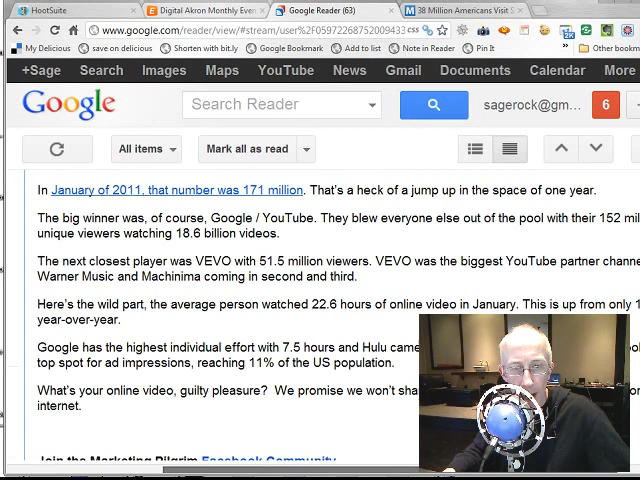 HootSuite
Digital Akron Monthly Even
Google Reader (63)
38 Million Americans Visit S
www.google.com/reader/view/#stream/user%2F05972268752009433
css
My Delicious
save on delicious
Shorten with bit.ly
Google Bookmark
Add to list
Note in Reader
Pin It
Other bookm
+Sage Search Images Maps YouTube News Gmail Documents Calendar More
Google
Search Reader
sagerock@gm...
6
All items
Mark all as read
In January of 2011, that number was 171 million. That's a heck of a jump up in the space of one year.
The big winner was, of course, Google / YouTube. They blew everyone else out of the pool with their 152 mil
unique viewers watching 18.6 billion videos.
The next closest player was VEVO with 51.5 million viewers. VEVO was the biggest YouTube partner channe
Warner Music and Machinima coming in second and third.
Here's the wild part, the average person watched 22.6 hours of online video in January. This is up from only 1
year-over-year.
Google has the highest individual effort with 7.5 hours and Hulu came
top spot for ad impressions, reaching 11% of the US population.
What's your online video, guilty pleasure? We promise we won't sha
internet.
Join the Marketing Pilgrim Facebook Community